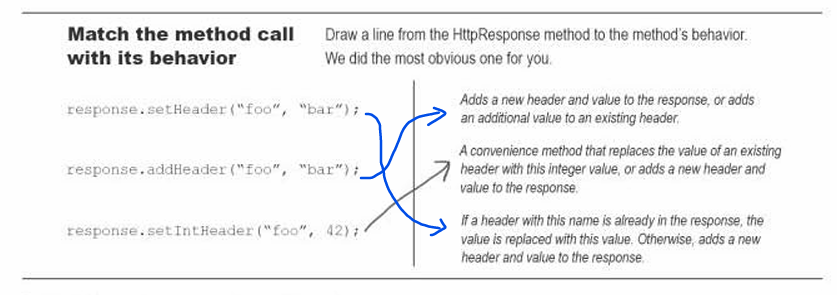 Match the method call
with its behavior
Draw a line from the HttpResponse method to the method's behavior.
We did the most obvious one for you.
response.setHeader("foo", "bar");
response.addHeader("foo", "bar");
response.setIntHeader("foo", 42);
Adds a new header and value to the response, or adds
an additional value to an existing header.
A convenience method that replaces the value of an existing
header with this integer value, or adds a new header and
value to the response.
If a header with this name is already in the response, the
value is replaced with this value. Otherwise, adds a new
header and value to the response.